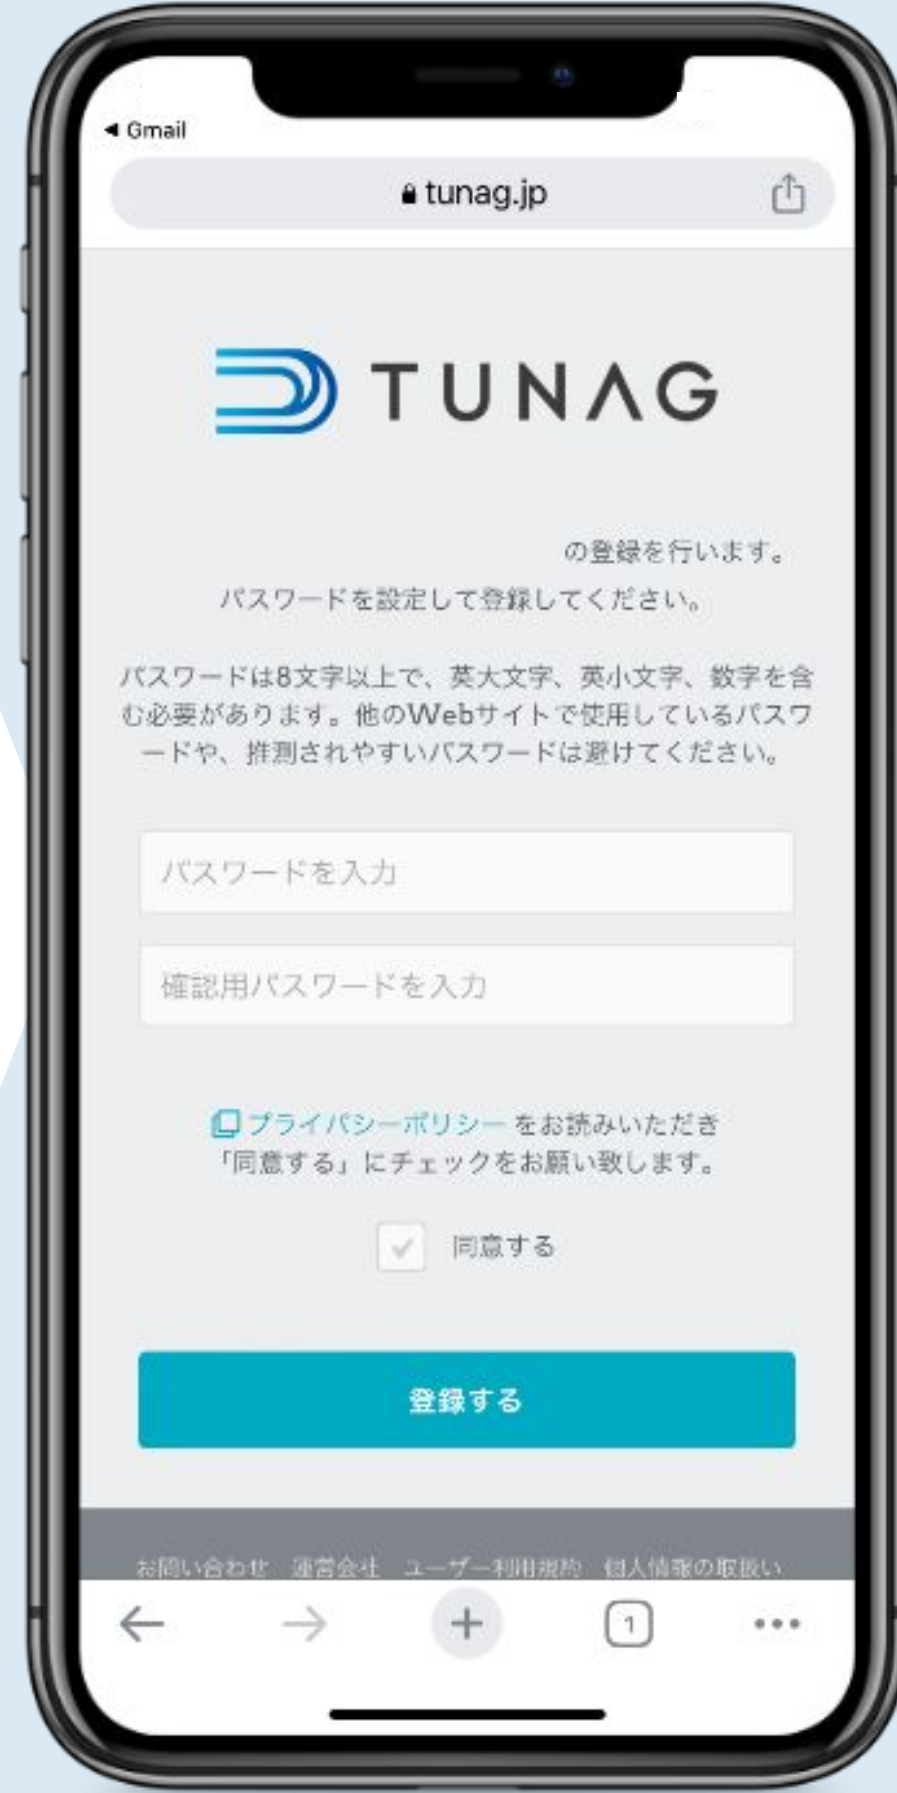 Gmail
tunag.jp
TUNAG
の登録を行います。
パスワードを設定して登録してください。
パスワードは8文字以上で、英大文字、英小文字、数字を含
む必要があります。他のWebサイトで使用しているパスワ
ードや、推測されやすいパスワードは避けてください。
パスワードを入力
確認用パスワードを入力
プライバシーポリシー をお読みいただき
「同意する」にチェックをお願い致します。
同意する
登録する
お問い合わせ 運営会社 ユーザー利用規約 個人情報の取扱い
1